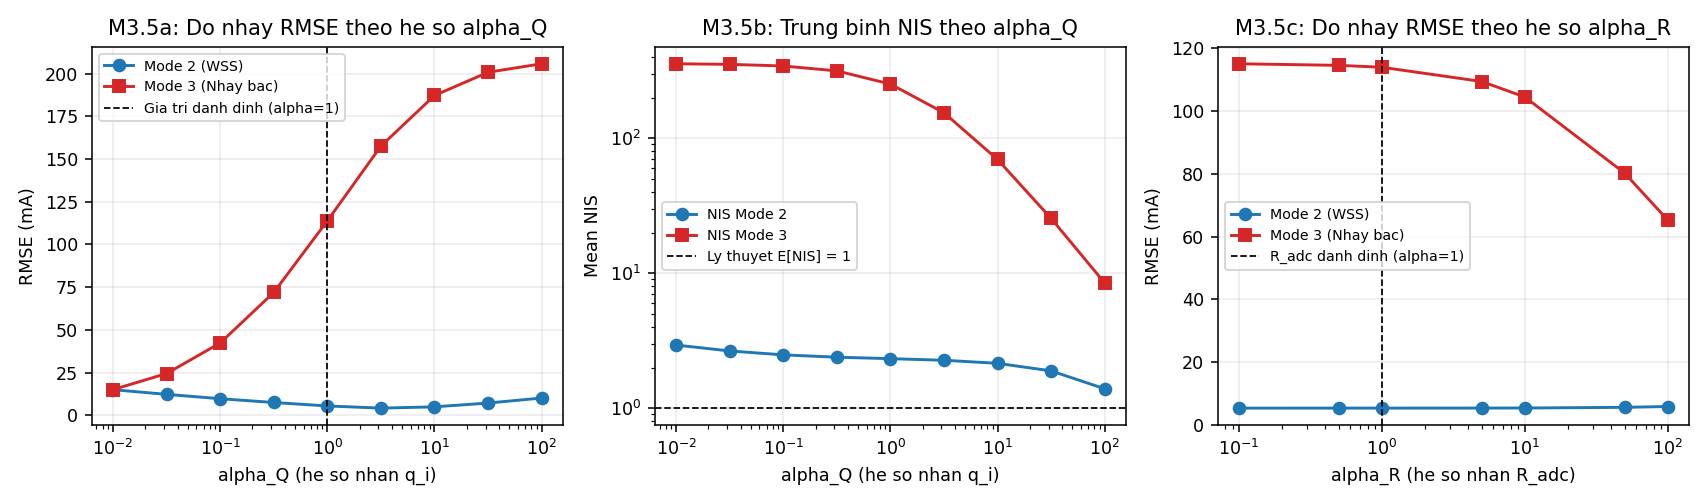 M3.5a: Do nhay RMSE theo he so alpha_Q
RMSE (mA)
200
175
150
125
100
75
50
25
0
Mode 2 (WSS)
Mode 3 (Nhay bac)
Gia tri danh dinh (alpha=1)
10⁻² 10⁻¹ 10⁰ 10¹ 10²
alpha_Q (he so nhan q_i)
M3.5b: Trung binh NIS theo alpha_Q
Mean NIS
10²
10¹
10⁰
NIS Mode 2
NIS Mode 3
Ly thuyet E[NIS] = 1
10⁻² 10⁻¹ 10⁰ 10¹ 10²
alpha_Q (he so nhan q_i)
M3.5c: Do nhay RMSE theo he so alpha_R
RMSE (mA)
120
100
80
60
40
20
0
Mode 2 (WSS)
Mode 3 (Nhay bac)
R_adc danh dinh (alpha=1)
10⁻¹ 10⁰ 10¹ 10²
alpha_R (he so nhan R_adc)